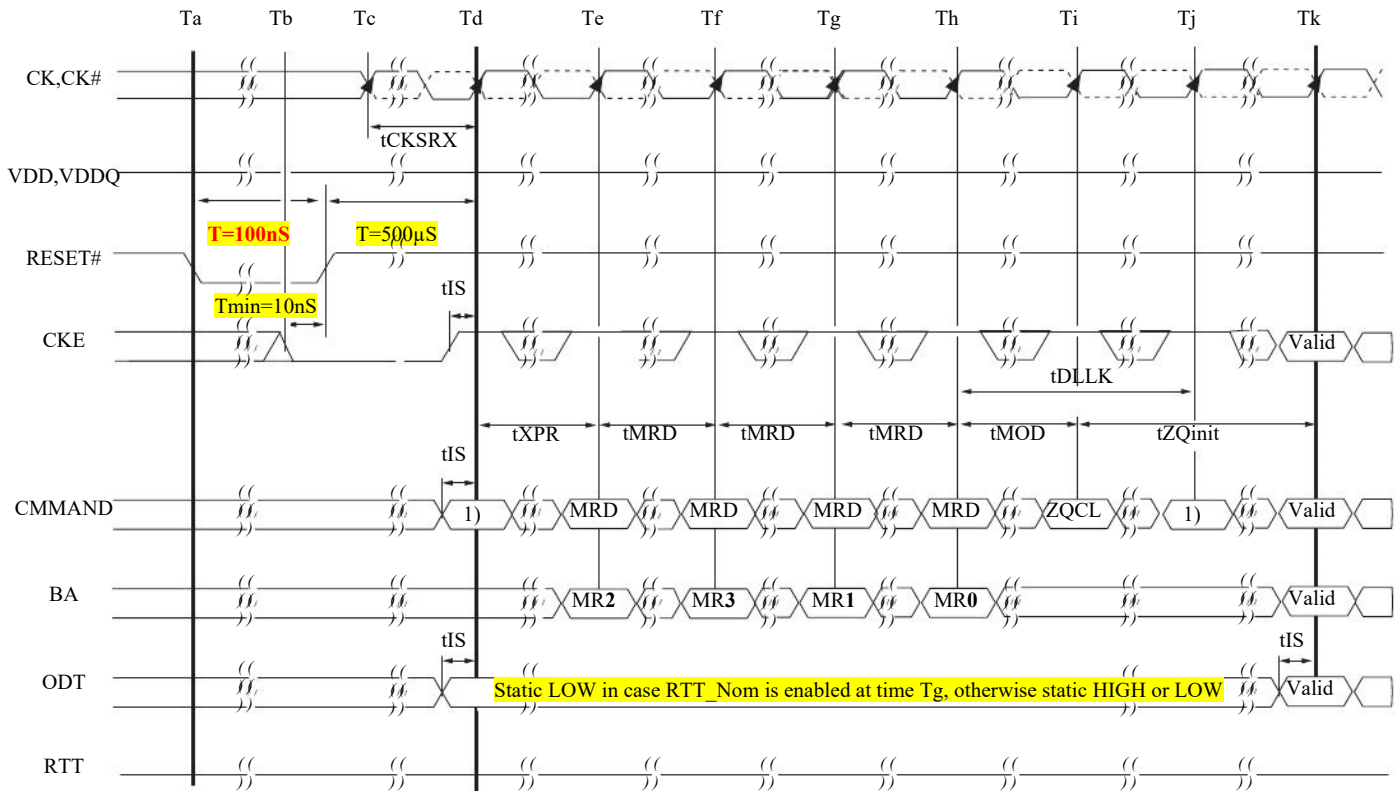 Ta Tb Tc Td Te Tf Tg Th Ti Tj Tk
CK,CK#
tCKSRX
VDD,VDDQ
T=100nS T=500µS
RESET#
Tmin=10nS tIS
CKE Valid
tDLLK
tXPR tMRD tMRD tMRD tMOD tZQinit
tIS
CMMAND 1) MRD MRD MRD MRD ZQCL 1) Valid
BA MR2 MR3 MR1 MR0 Valid
tIS tIS
ODT Static LOW in case RTT_Nom is enabled at time Tg, otherwise static HIGH or LOW Valid
RTT